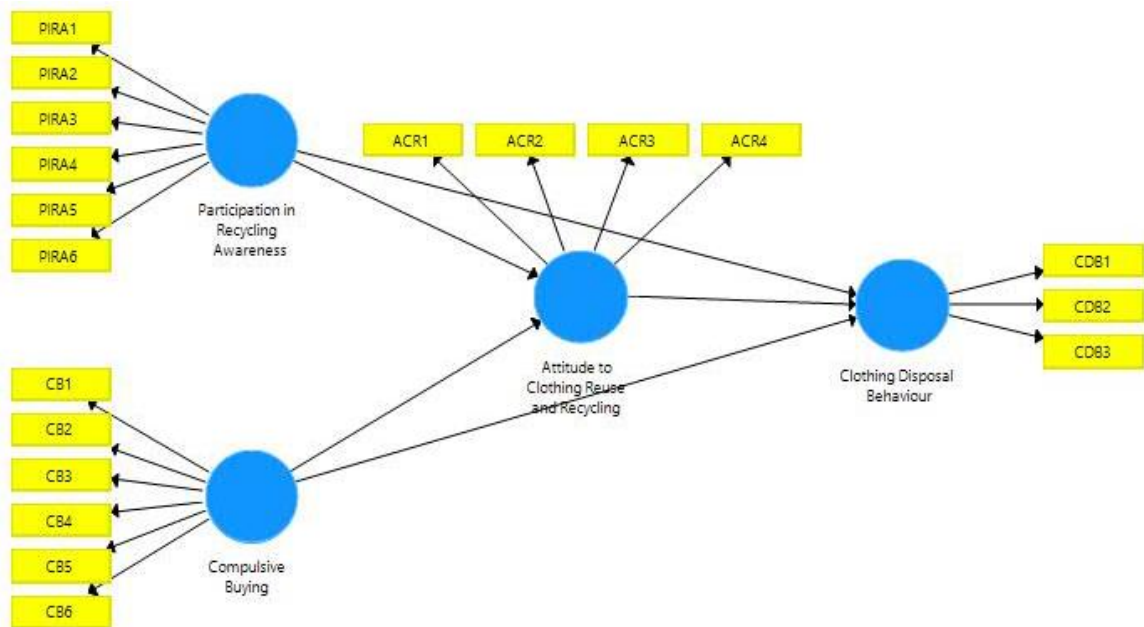 PIRA1
PIRA2
PIRA3
PIRA4
PIRA5
PIRA6
Participation in
Recycling
Awareness
ACR1
ACR2
ACR3
ACR4
Attitude to
Clothing Reuse
and Recycling
CDB1
CDB2
CDB3
Clothing Disposal
Behaviour
CB1
CB2
CB3
CB4
CB5
CB6
Compulsive
Buying